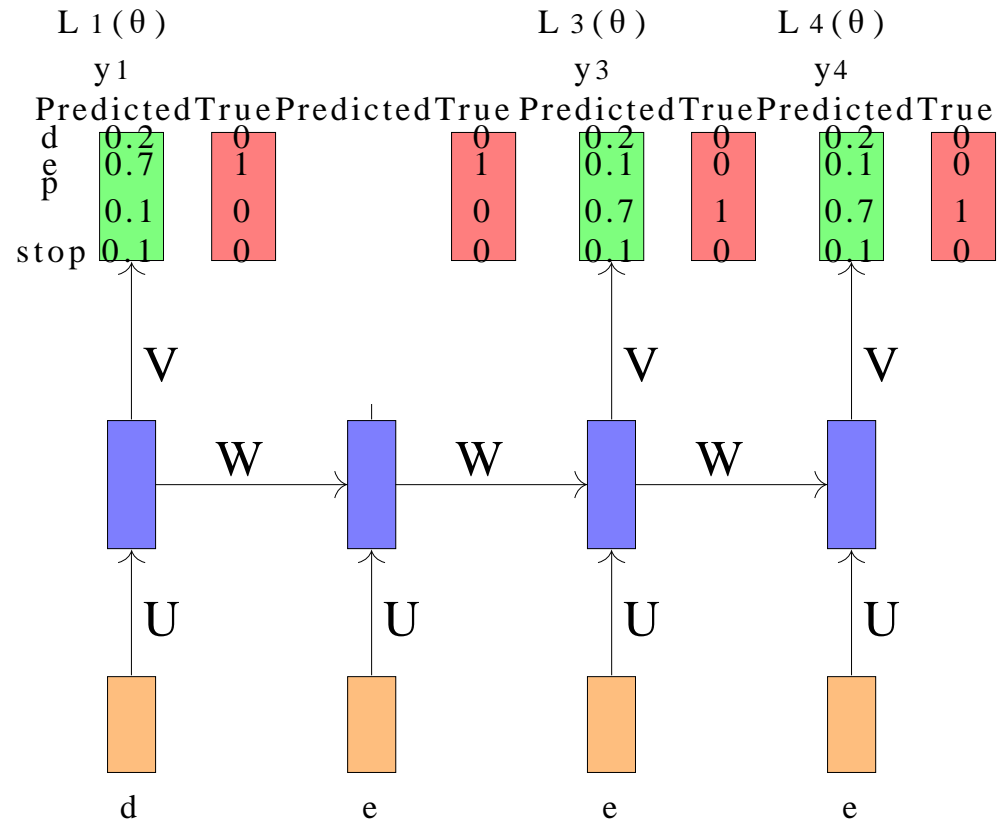 L 1(θ) L 3(θ) L 4(θ)
y1 y3 y4
Predicted True Predicted True Predicted True Predicted True
d 0.2 0 0 0.2 0 0.2 0
e 0.7 1 1 0.1 0 0.1 0
p 0.1 0 0 0.7 1 0.7 1
stop 0.1 0 0 0.1 0 0.1 0
V V V
W W W
U U U U
d e e e